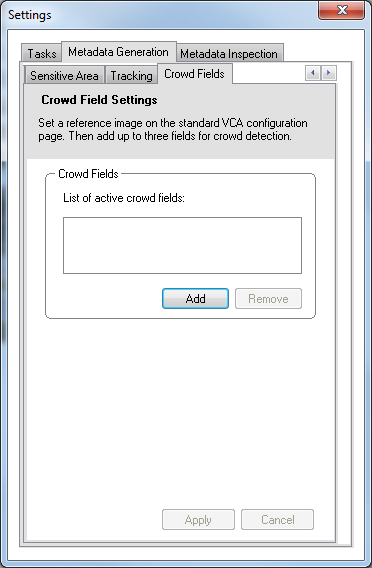 Settings
Tasks Metadata Generation Metadata Inspection
Sensitive Area Tracking Crowd Fields
Crowd Field Settings
Set a reference image on the standard VCA configuration
page. Then add up to three fields for crowd detection.
Crowd Fields
List of active crowd fields:
Add Remove
Apply Cancel